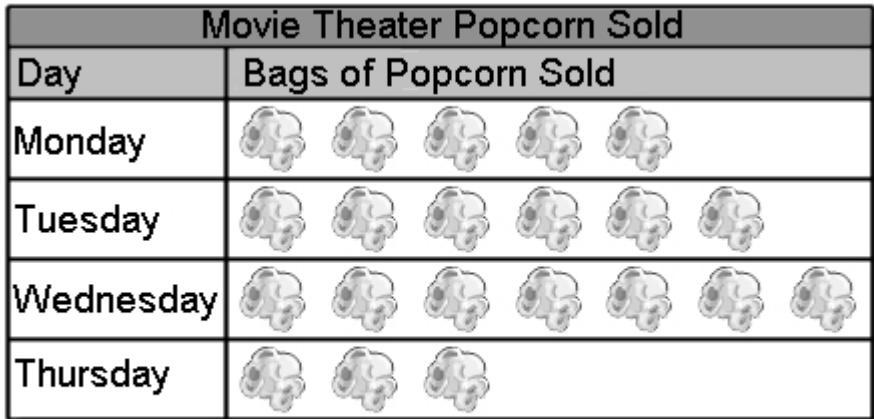 Movie Theater Popcorn Sold
Day Bags of Popcorn Sold
Monday
Tuesday
Wednesday
Thursday